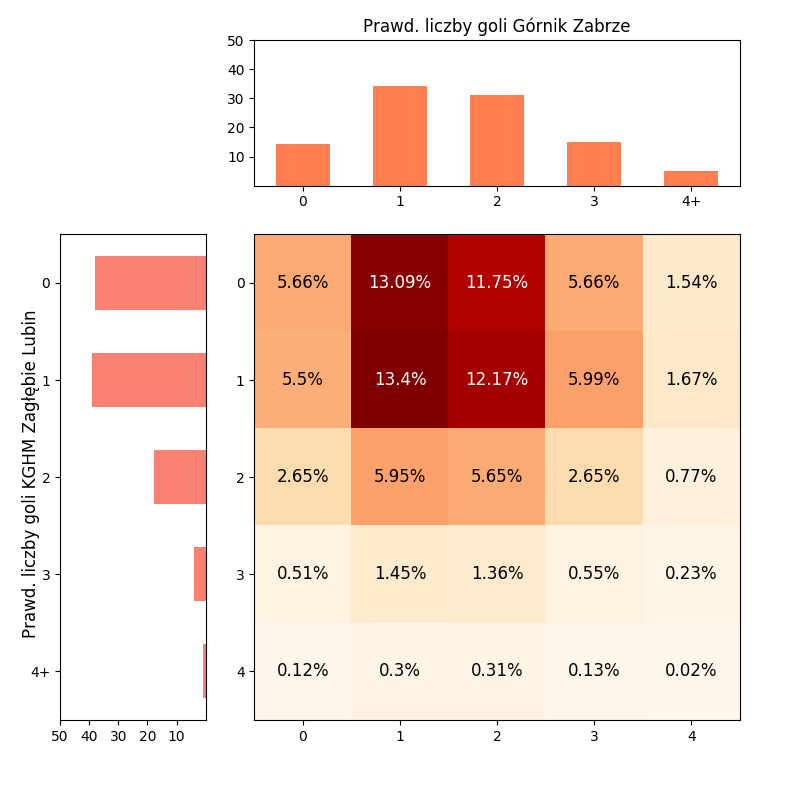 Prawd. liczby goli Górnik Zabrze
50
40
30
20
10
0 1 2 3 4+
Prawd. liczby goli KGHM Zagłębie Lubin
0
1
2
3
4+
50 40 30 20 10
0 5.66% 13.09% 11.75% 5.66% 1.54%
1 5.5% 13.4% 12.17% 5.99% 1.67%
2 2.65% 5.95% 5.65% 2.65% 0.77%
3 0.51% 1.45% 1.36% 0.55% 0.23%
4 0.12% 0.3% 0.31% 0.13% 0.02%
0 1 2 3 4